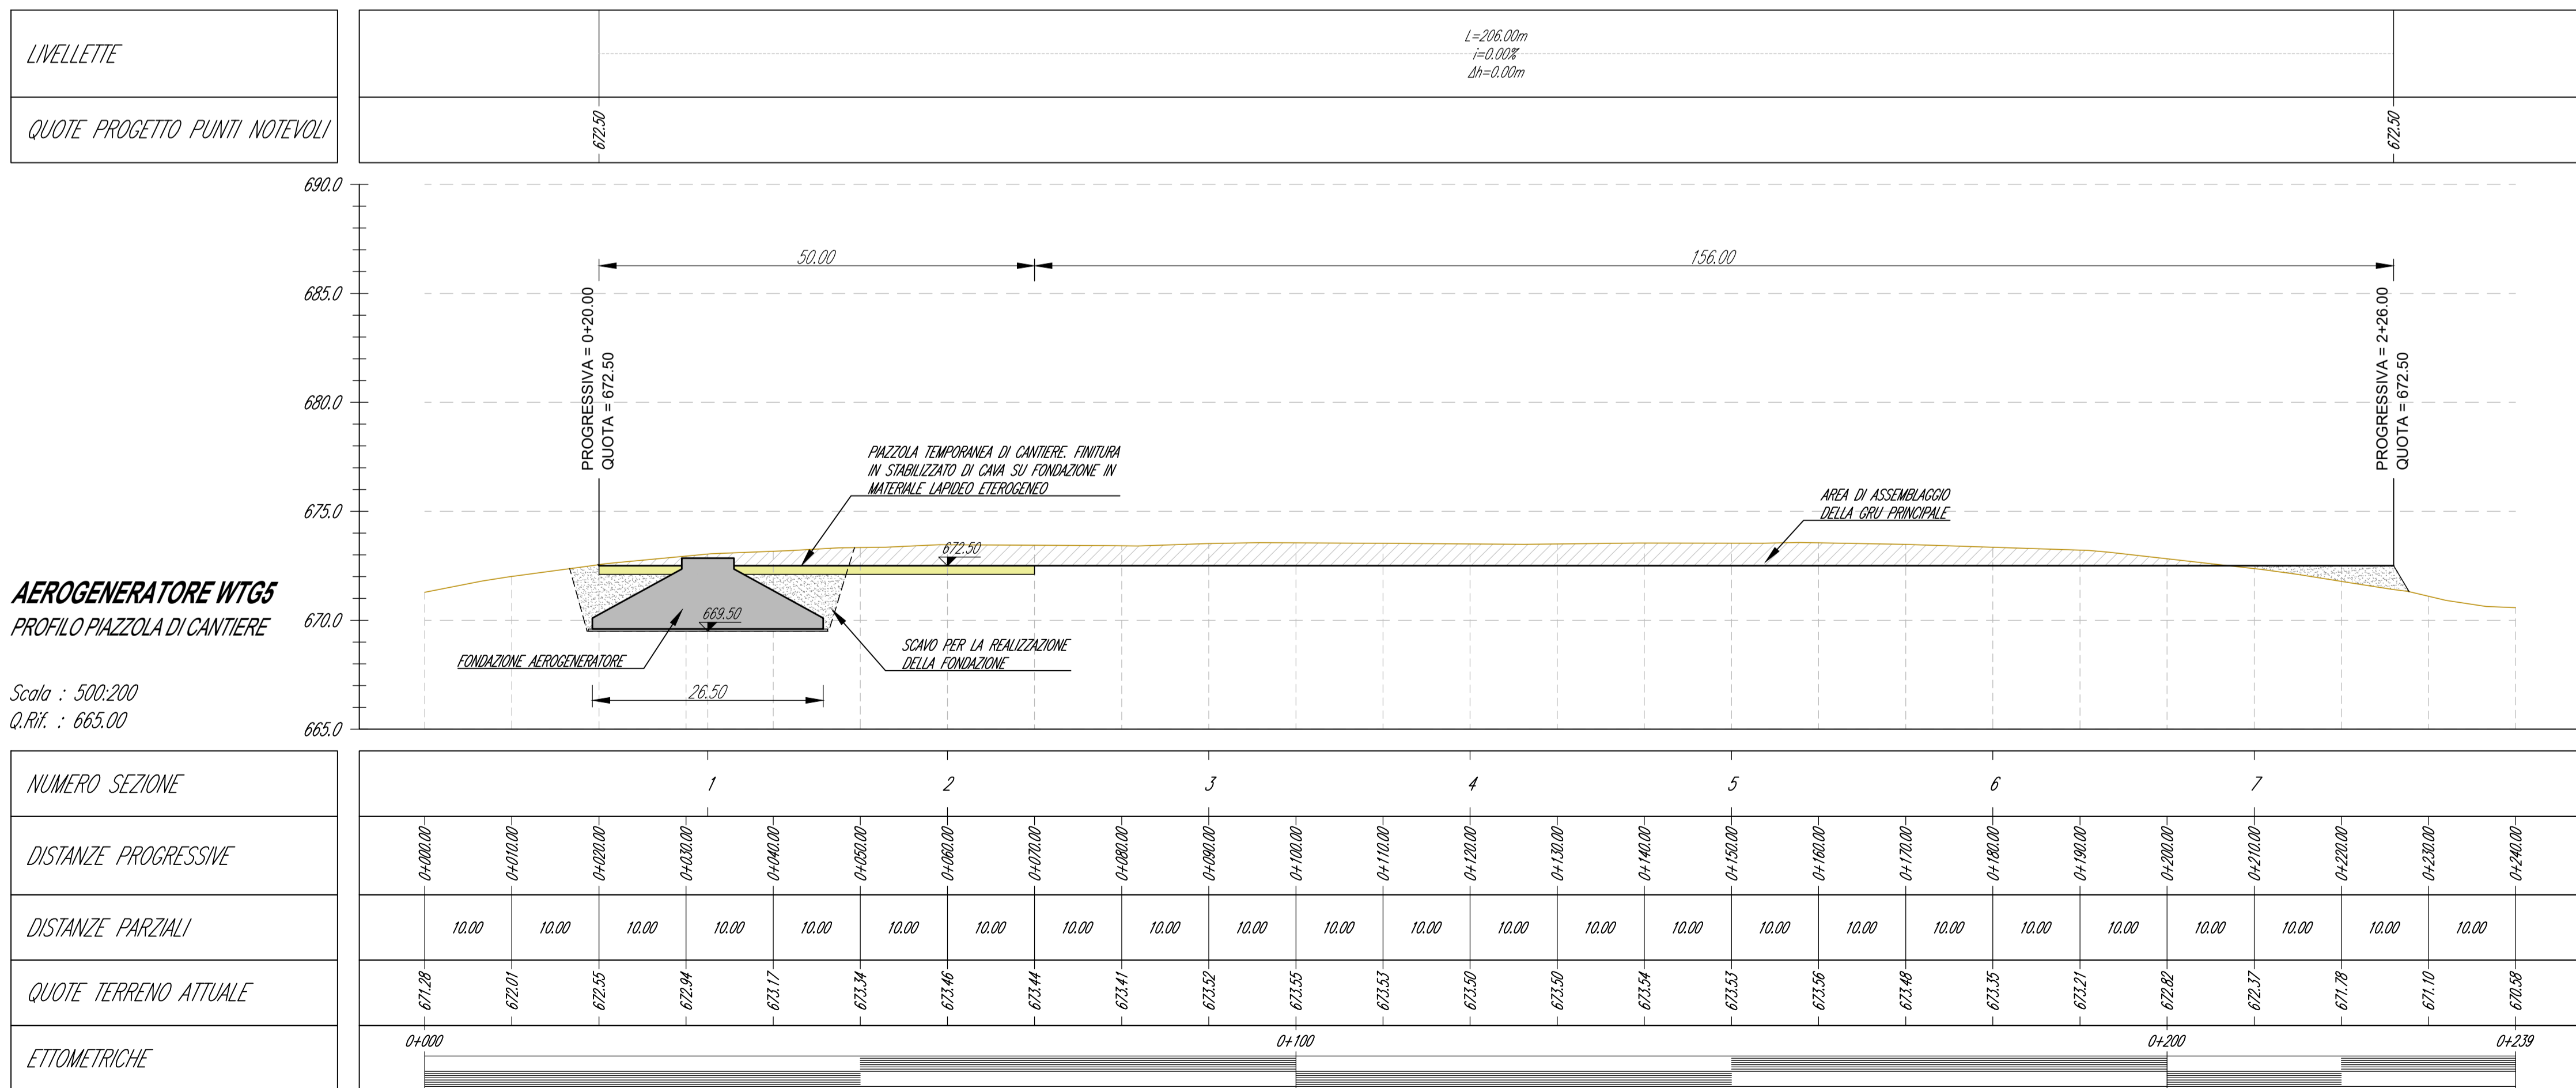 LIVELLETTE
L=206.00m
i=0.00%
Δh=0.00m
QUOTE PROGETTO PUNTI NOTEVOLI
672.50
672.50
690.0
685.0
680.0
675.0
670.0
665.0
50.00
156.00
PROGRESSIVA = 0+20.00
QUOTA = 672.50
PROGRESSIVA = 2+26.00
QUOTA = 672.50
PIAZZOLA TEMPORANEA DI CANTIERE. FINITURA
IN STABILIZZATO DI CAVA SU FONDAZIONE IN
MATERIALE LAPIDEO ETEROGENEO
AREA DI ASSEMBLAGGIO
DELLA GRU PRINCIPALE
672.50
669.50
FONDAZIONE AEROGENERATORE
SCAVO PER LA REALIZZAZIONE
DELLA FONDAZIONE
26.50
AEROGENERATORE WTG5
PROFILO PIAZZOLA DI CANTIERE
Scala : 500:200
Q.Rif. : 665.00
NUMERO SEZIONE
1 2 3 4 5 6 7
DISTANZE PROGRESSIVE
0+000.00 0+010.00 0+020.00 0+030.00 0+040.00 0+050.00 0+060.00 0+070.00 0+080.00 0+090.00 0+100.00 0+110.00 0+120.00 0+130.00 0+140.00 0+150.00 0+160.00 0+170.00 0+180.00 0+190.00 0+200.00 0+210.00 0+220.00 0+230.00 0+240.00
DISTANZE PARZIALI
10.00 10.00 10.00 10.00 10.00 10.00 10.00 10.00 10.00 10.00 10.00 10.00 10.00 10.00 10.00 10.00 10.00 10.00 10.00 10.00 10.00 10.00 10.00 10.00
QUOTE TERRENO ATTUALE
671.28 672.01 672.55 672.94 673.17 673.34 673.46 673.44 673.41 673.52 673.55 673.53 673.50 673.50 673.54 673.53 673.56 673.48 673.35 673.21 672.82 672.37 671.78 671.10 670.58
ETTOMETRICHE
0+000 0+100 0+200 0+239